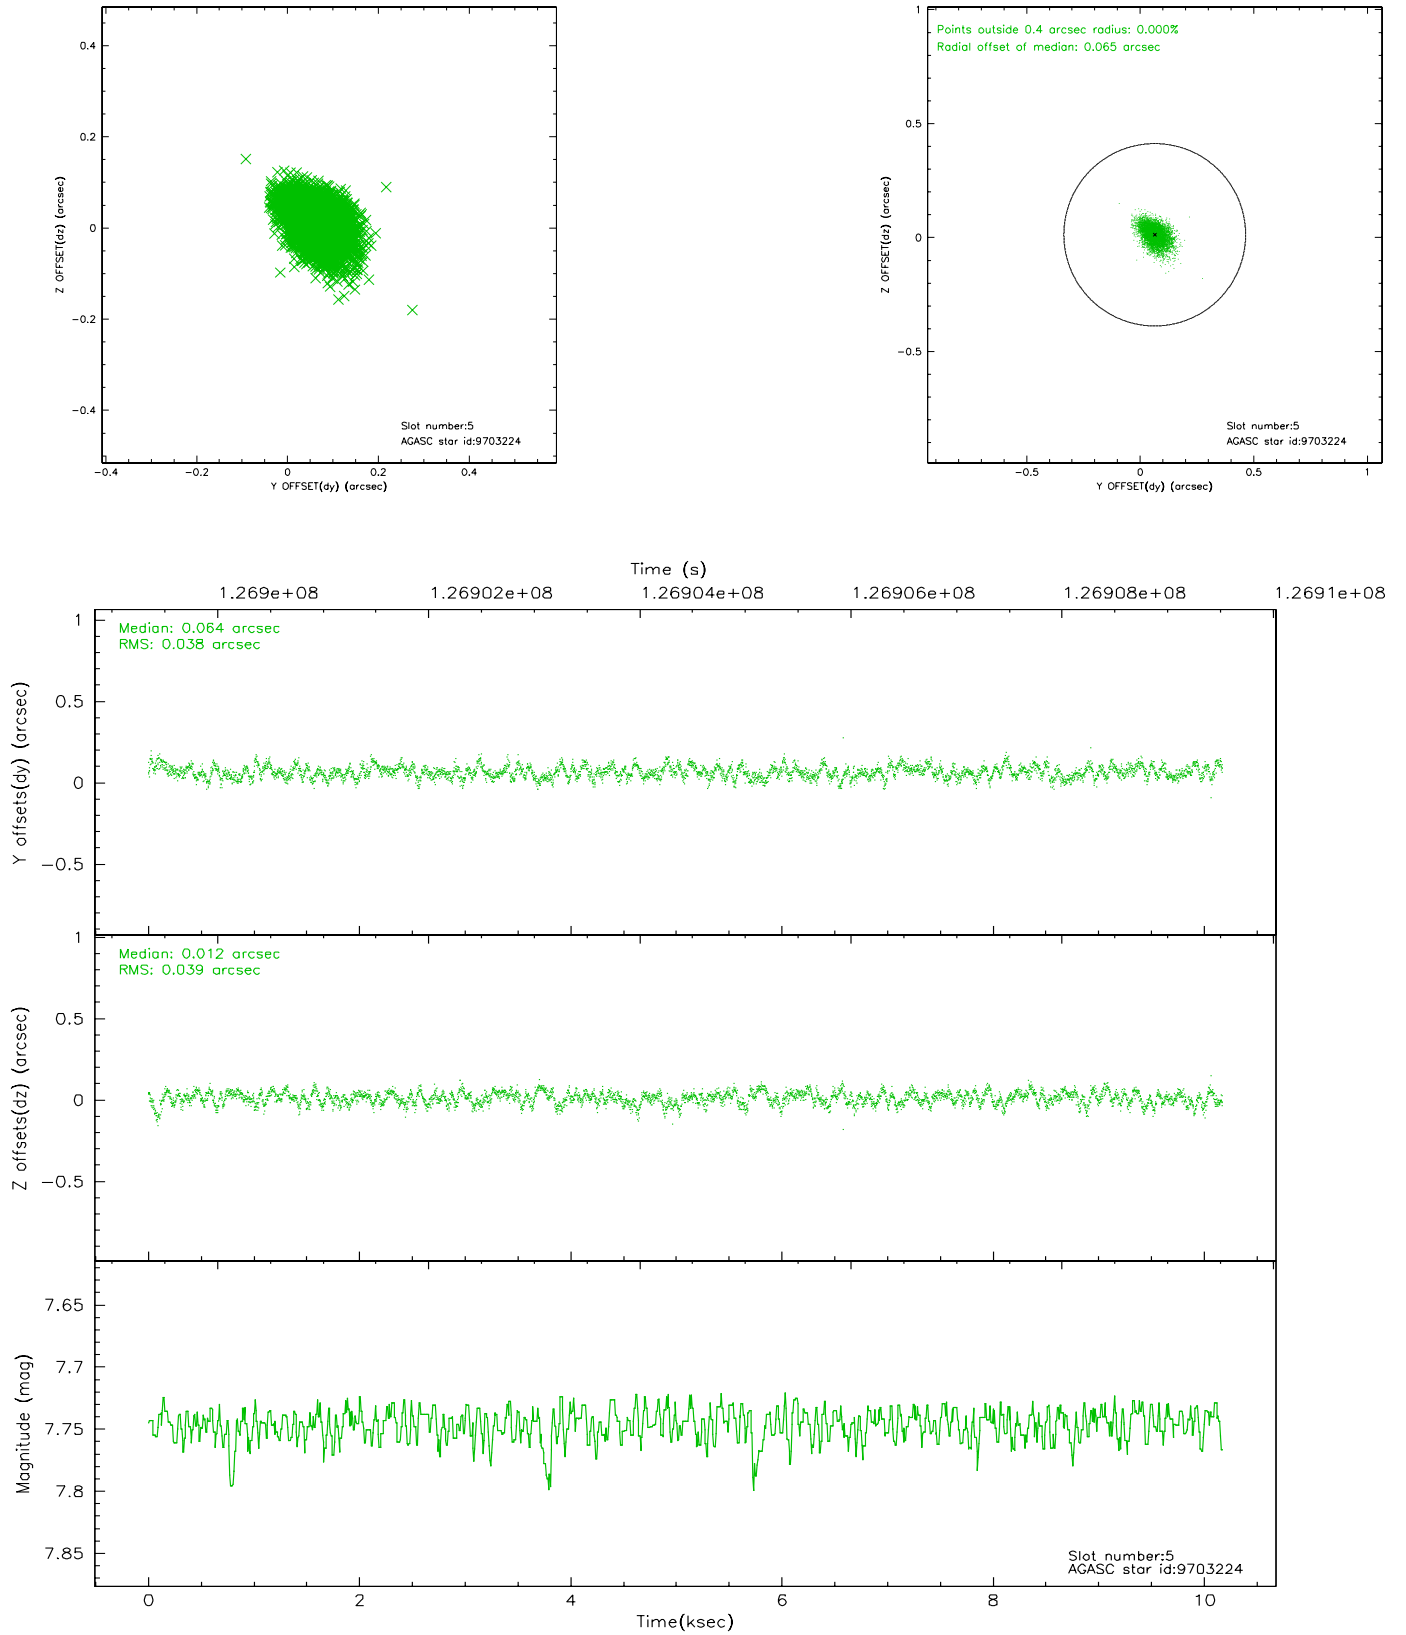 0.4
0.2
0
−0.2
−0.4
Z OFFSET(dz) (arcsec)
Slot number:5
AGASC star id:9703224
−0.4 −0.2 0 0.2 0.4
Y OFFSET(dy) (arcsec)
Points outside 0.4 arcsec radius: 0.000%
Radial offset of median: 0.065 arcsec
1
0.5
0
−0.5
Z OFFSET(dz) (arcsec)
Slot number:5
AGASC star id:9703224
−0.5 0 0.5 1
Y OFFSET(dy) (arcsec)
Time (s)
1.269e+08 1.26902e+08 1.26904e+08 1.26906e+08 1.26908e+08 1.2691e+08
Median: 0.064 arcsec
RMS: 0.038 arcsec
1
0.5
0
−0.5
Y offsets(dy) (arcsec)
Median: 0.012 arcsec
RMS: 0.039 arcsec
1
0.5
0
−0.5
Z offsets(dz) (arcsec)
7.65
7.7
7.75
7.8
7.85
Magnitude (mag)
Slot number:5
AGASC star id:9703224
0 2 4 6 8 10
Time(ksec)